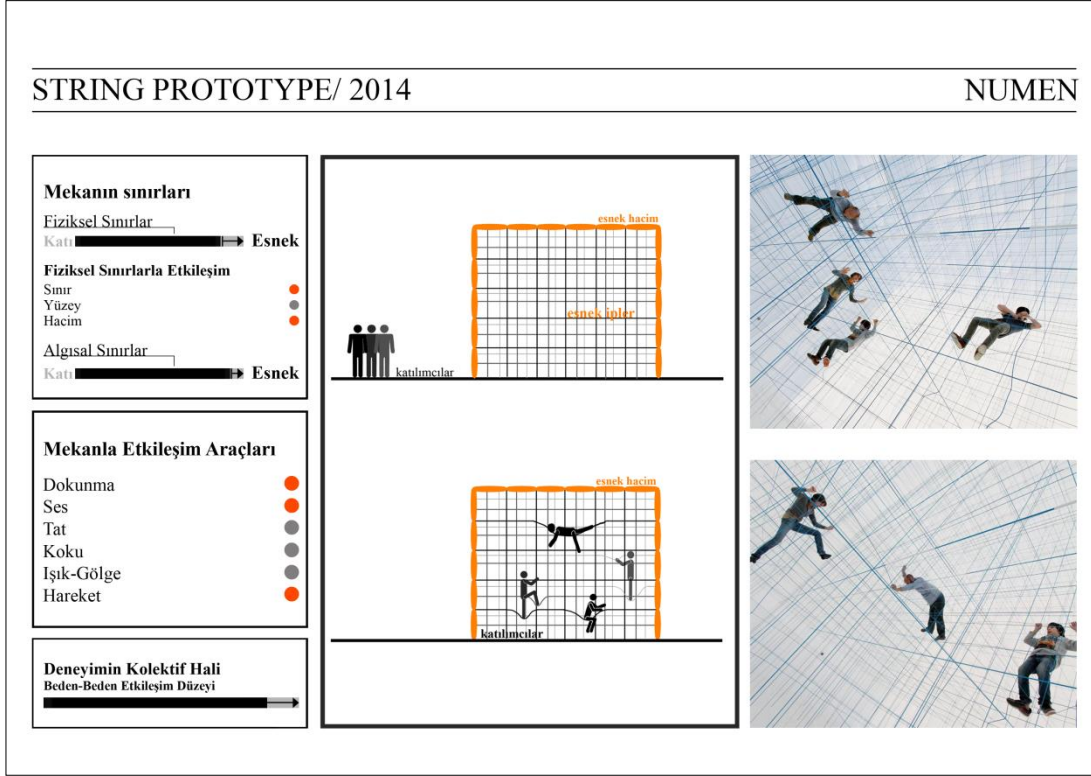 STRING PROTOTYPE/ 2014
NUMEN
Mekanın sınırları
Fiziksel Sınırlar
Katı Esnek
Fiziksel Sınırlarla Etkileşim
Sınır
Yüzey
Hacim
Algısal Sınırlar
Katı Esnek
Mekanla Etkileşim Araçları
Dokunma
Ses
Tat
Koku
Işık-Gölge
Hareket
Deneyimin Kolektif Hali
Beden-Beden Etkileşim Düzeyi
esnek hacim
esnek ipler
katılımcılar
esnek hacim
katılımcılar